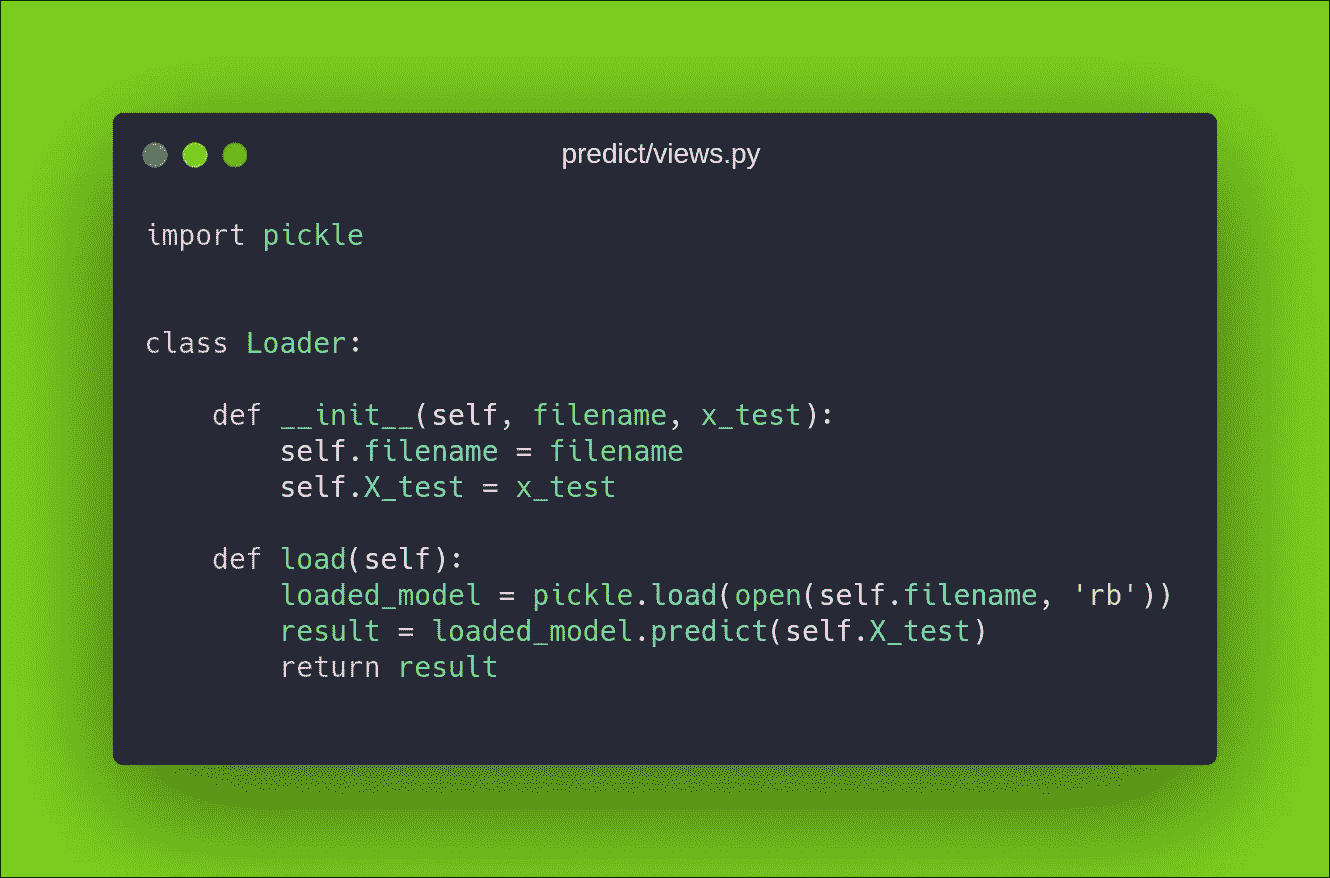 predict/views.py
import pickle
class Loader:
def __init__(self, filename, x_test):
self.filename = filename
self.X_test = x_test
def load(self):
loaded_model = pickle.load(open(self.filename, 'rb'))
result = loaded_model.predict(self.X_test)
return result